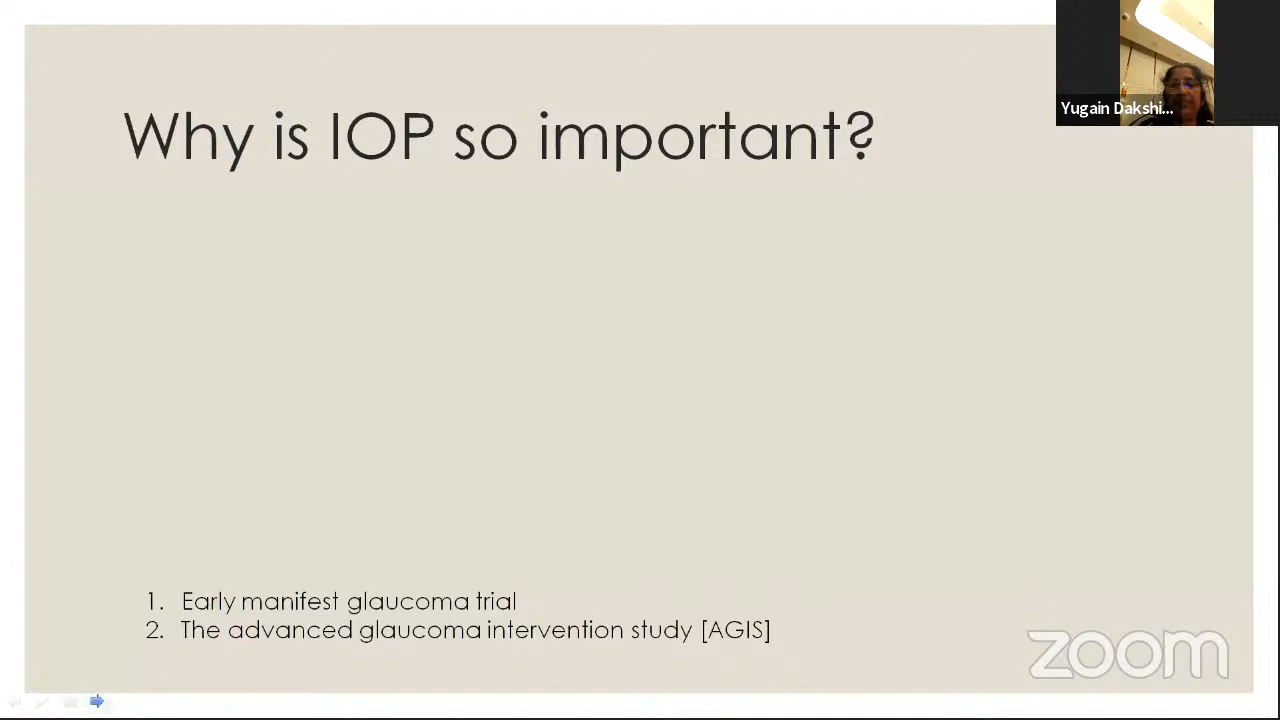 Why is IOP so important?
Yugain Dakshi...
1. Early manifest glaucoma trial
2. The advanced glaucoma intervention study [AGIS]
zoom